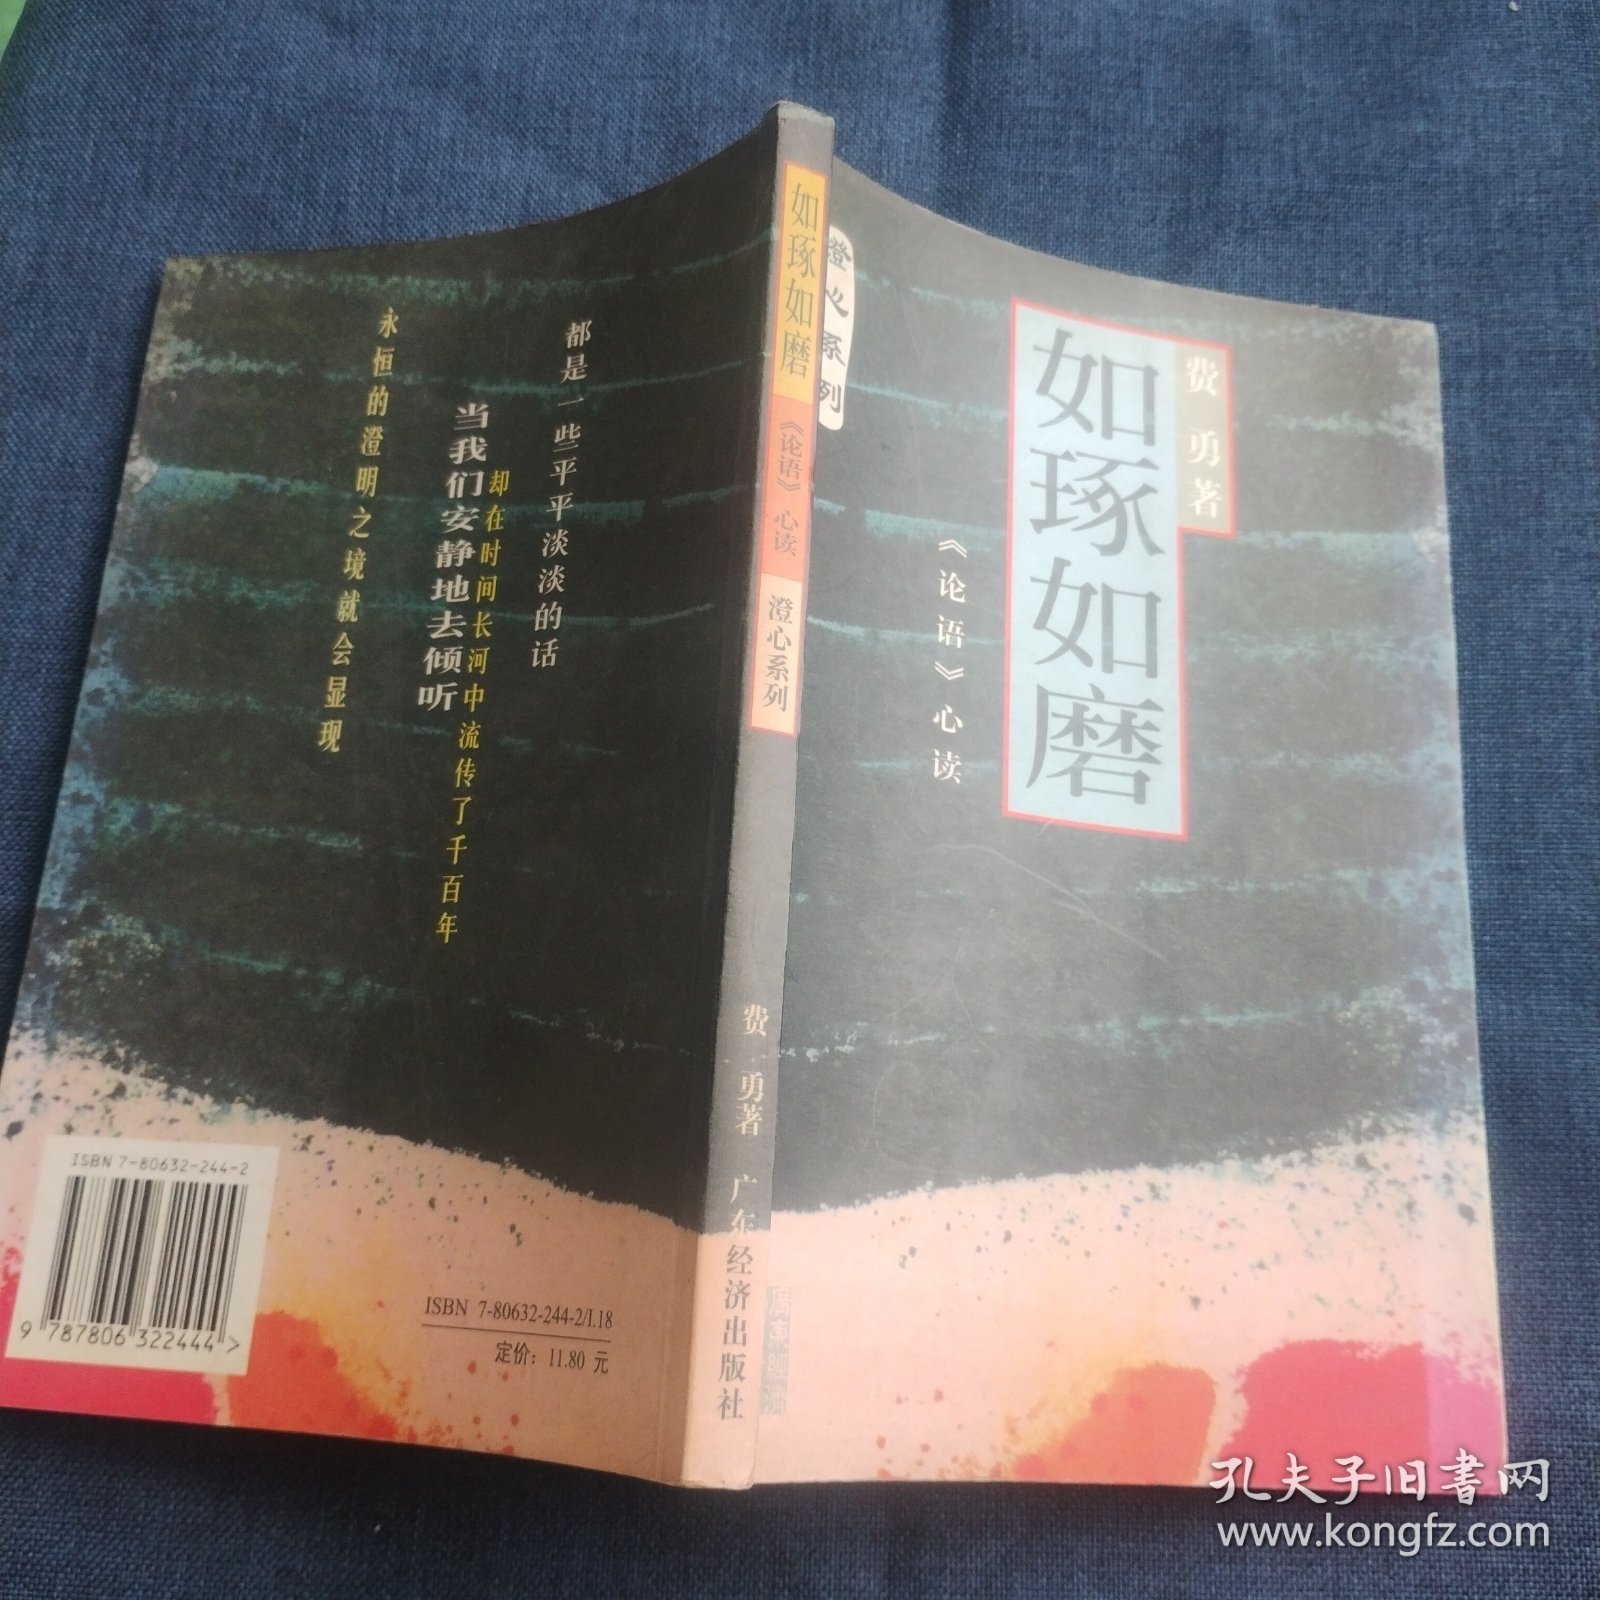 澄心系列
费勇著
如琢如磨
《论语》心读
廣東經濟
如琢如磨
《论语》心读
澄心系列
费勇著
广东经济出版社
都是一些平平淡淡的话
却在时间长河中流传了千百年
当我们安静地去倾听
永恒的澄明之境就会显现
ISBN 7-80632-244-2
9 787806 322444 >
ISBN 7-80632-244-2/I.18
定价：11.80 元
孔夫子旧书网
www.kongfz.com